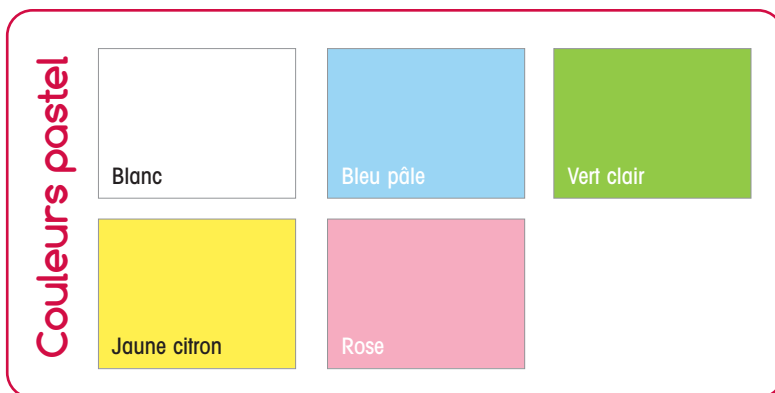 Couleurs pastel
Blanc
Bleu pâle
Vert clair
Jaune citron
Rose